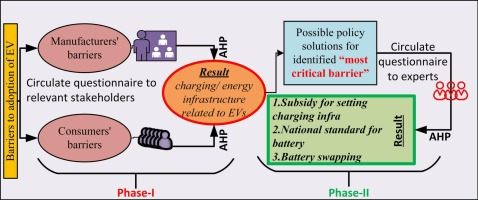 Barriers to adoption of EV
Manufacturers'
barriers
Circulate questionnaire to
relevant stakeholders
Consumers'
barriers
AHP
AHP
Result
charging/ energy
infrastructure
related to EVs
Phase-I
Possible policy
solutions for
identified "most
critical barrier"
Circulate
questionnaire
to experts
AHP
1.Subsidy for setting
charging infra
2.National standard for
battery
3.Battery swapping
Result
Phase-II